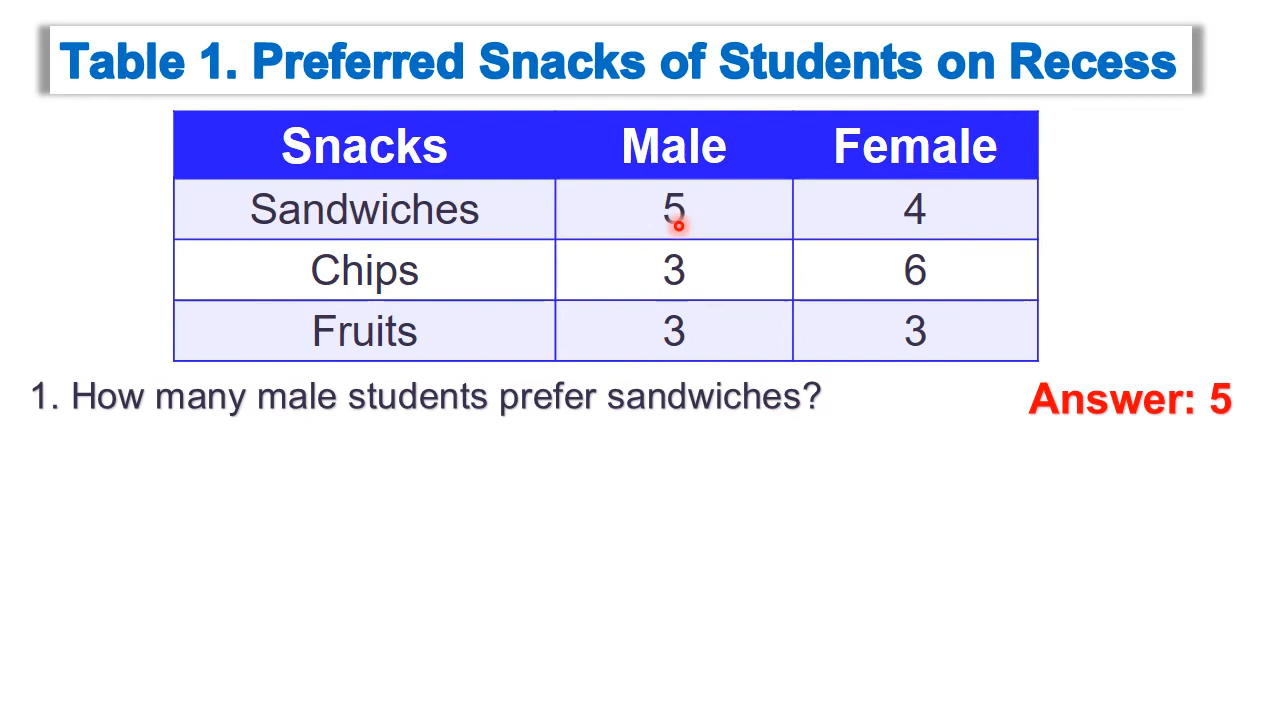 Table 1. Preferred Snacks of Students on Recess
Snacks Male Female
Sandwiches 5 4
Chips 3 6
Fruits 3 3
1. How many male students prefer sandwiches? Answer: 5